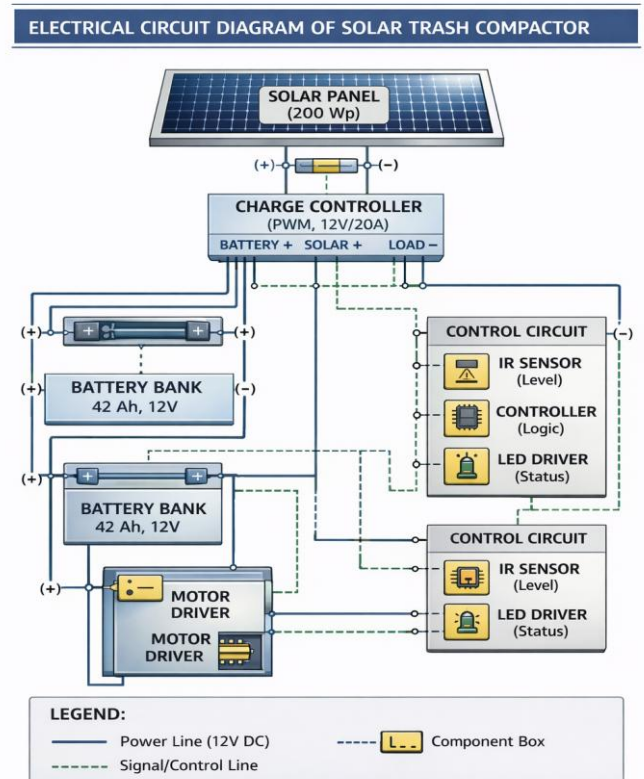 ELECTRICAL CIRCUIT DIAGRAM OF SOLAR TRASH COMPACTOR
SOLAR PANEL
(200 Wp)
(+) (-)
CHARGE CONTROLLER
(PWM, 12V/20A)
BATTERY + SOLAR + LOAD -
(+) + + (+)
(+) (-)
BATTERY BANK
42 Ah, 12V
(-)
CONTROL CIRCUIT
IR SENSOR
(Level)
CONTROLLER
(Logic)
LED DRIVER
(Status)
(+) + +
BATTERY BANK
42 Ah, 12V
CONTROL CIRCUIT
IR SENSOR
(Level)
LED DRIVER
(Status)
(+)
MOTOR
DRIVER
MOTOR
DRIVER
LEGEND:
Power Line (12V DC)
L Component Box
Signal/Control Line